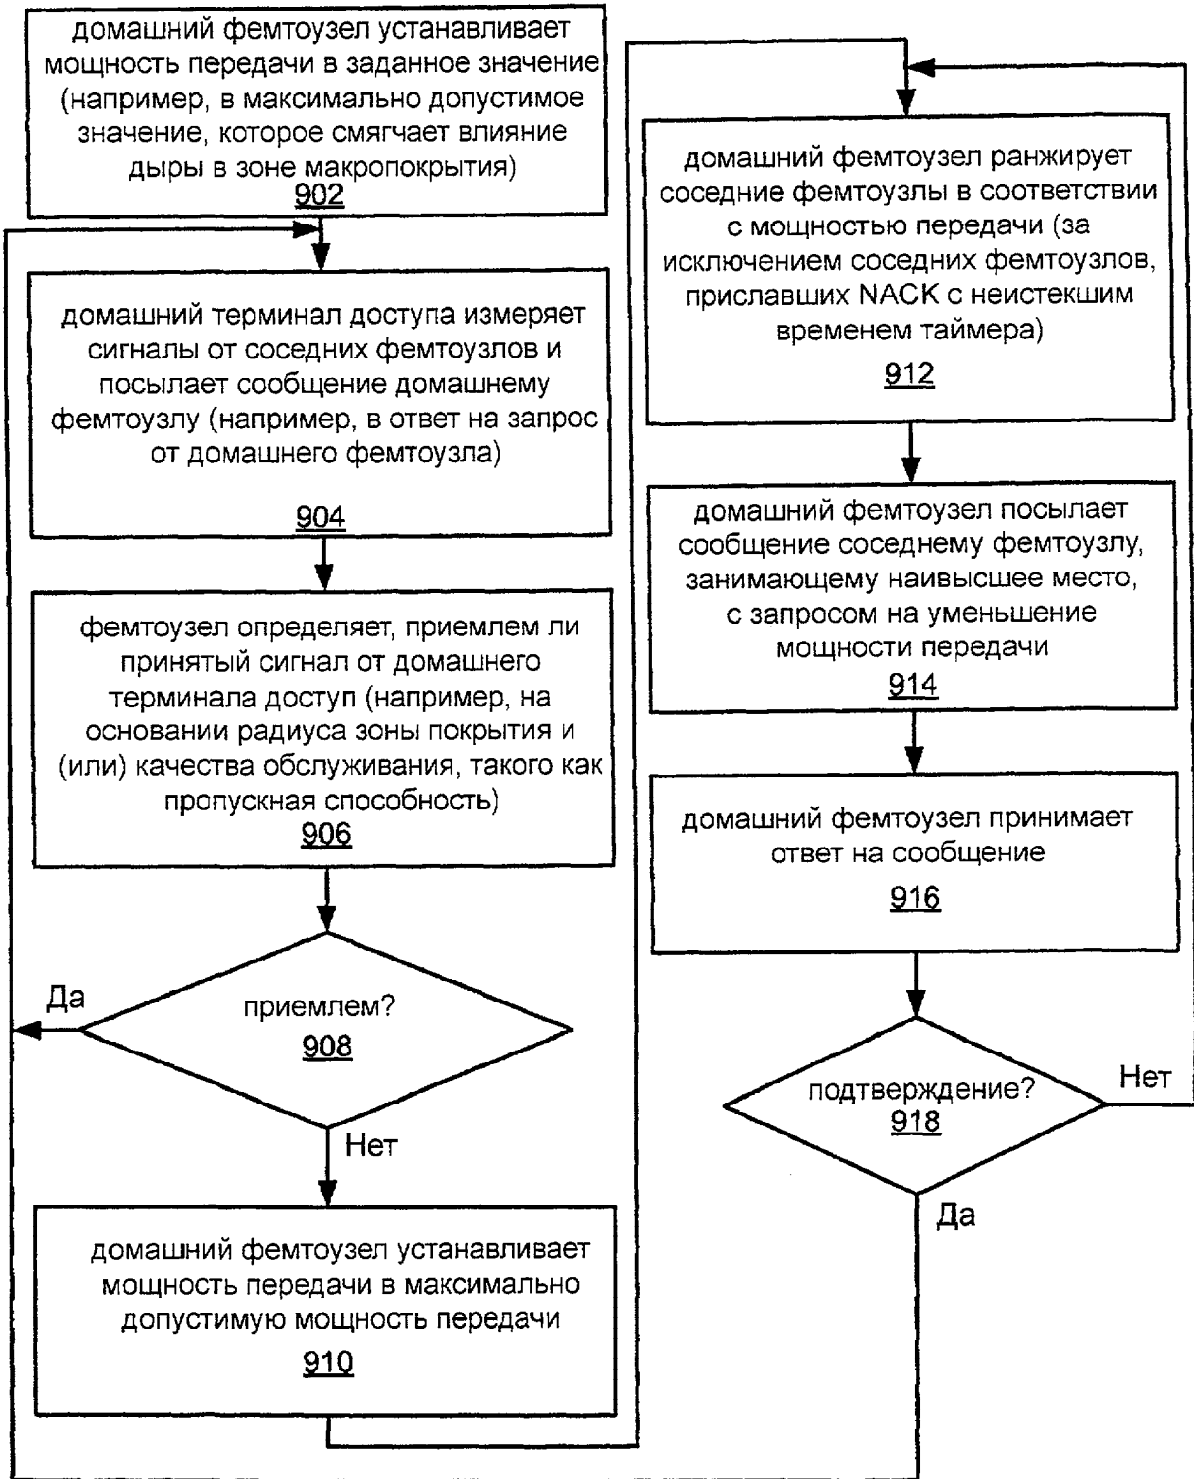 домашний фемтоузел устанавливает
мощность передачи в заданное значение
(например, в максимально допустимое
значение, которое смягчает влияние
дыры в зоне макропокрытия)
902
домашний терминал доступа измеряет
сигналы от соседних фемтоузлов и
посылает сообщение домашнему
фемтоузлу (например, в ответ на запрос
от домашнего фемтоузла)
904
фемтоузел определяет, приемлем ли
принятый сигнал от домашнего
терминала доступ (например, на
основании радиуса зоны покрытия и
(или) качества обслуживания, такого как
пропускная способность)
906
Да
приемлем?
908
Нет
домашний фемтоузел устанавливает
мощность передачи в максимально
допустимую мощность передачи
910
домашний фемтоузел ранжирует
соседние фемтоузлы в соответствии
с мощностью передачи (за
исключением соседних фемтоузлов,
приславших NACK с неистекшим
временем таймера)
912
домашний фемтоузел посылает
сообщение соседнему фемтоузлу,
занимающему наивысшее место,
с запросом на уменьшение
мощности передачи
914
домашний фемтоузел принимает
ответ на сообщение
916
подтверждение?
918
Нет
Да